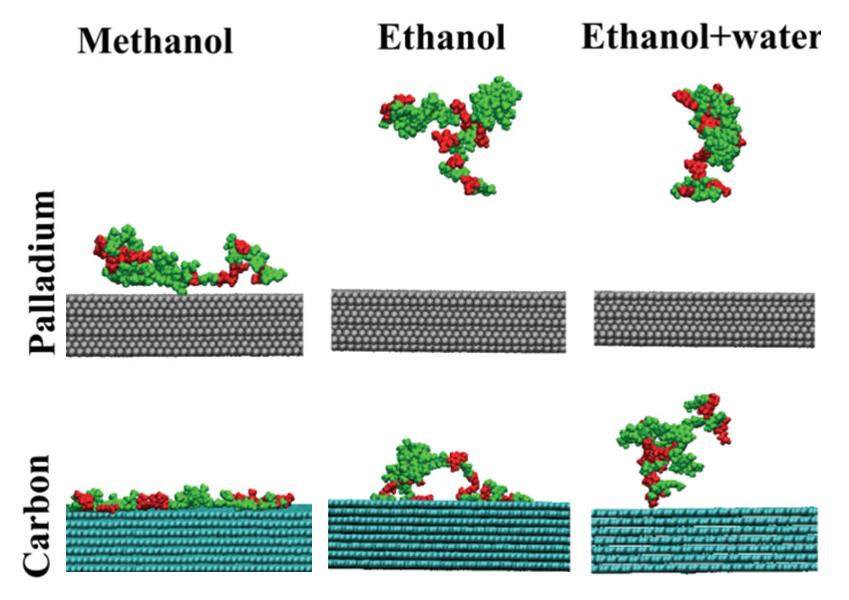 Methanol
Ethanol
Ethanol+water
Palladium
Carbon